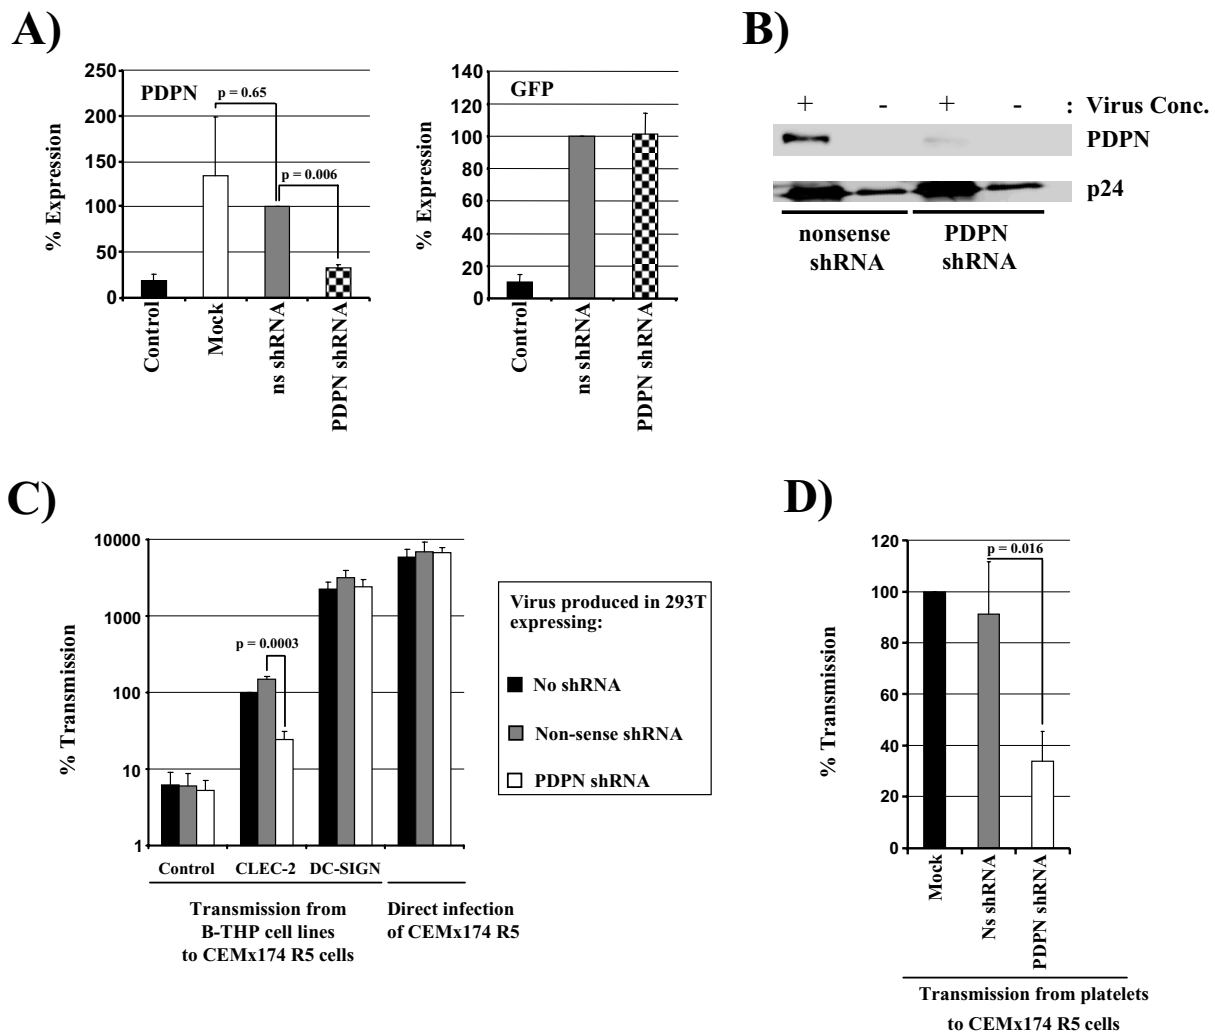 A)
250
200
150
100
50
0
% Expression
PDPN
p = 0.65
p = 0.006
Control
Mock
ns shRNA
PDPN shRNA
140
120
100
80
60
40
20
0
% Expression
GFP
Control
ns shRNA
PDPN shRNA
B)
+ - + - : Virus Conc.
PDPN
p24
nonsense
shRNA
PDPN
shRNA
C)
10000
1000
100
10
1
% Transmission
p = 0.0003
Control CLEC-2 DC-SIGN
Transmission from
B-THP cell lines
to CEMx174 R5 cells
Direct infection
of CEMx174 R5
Virus produced in 293T
expressing:
No shRNA
Non-sense shRNA
PDPN shRNA
D)
120
100
80
60
40
20
0
% Transmission
p = 0.016
Mock
Ns shRNA
PDPN shRNA
Transmission from platelets
to CEMx174 R5 cells